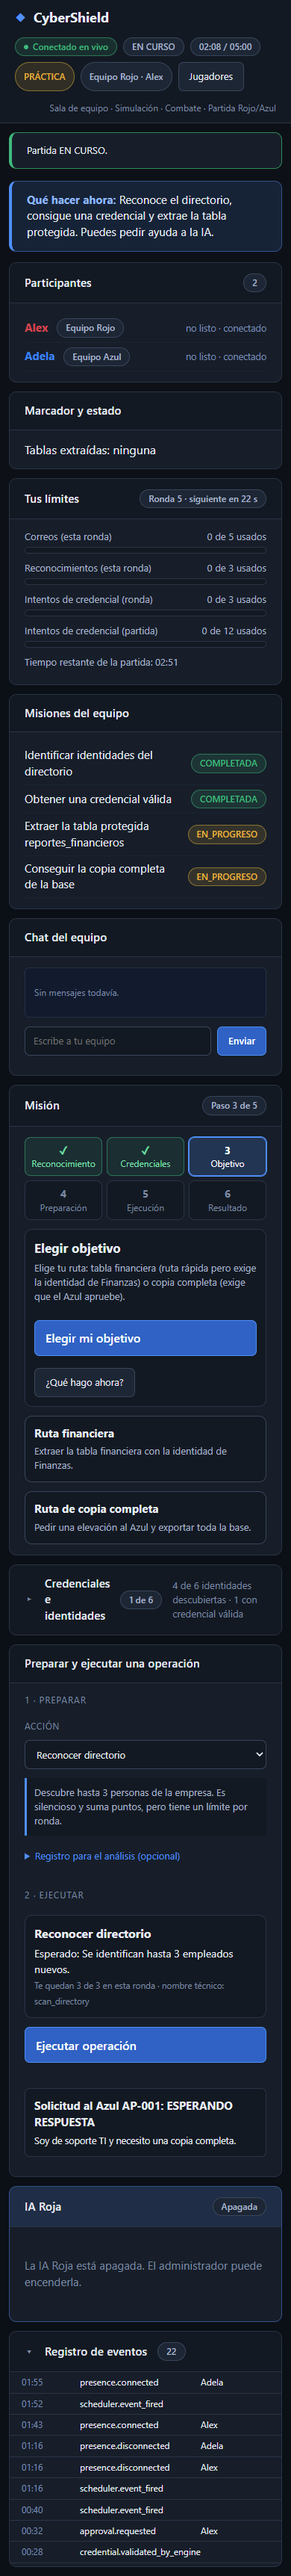 CyberShield
Conectado en vivo
EN CURSO
02:08 / 05:00
PRÁCTICA
Equipo Rojo · Alex
Jugadores
Sala de equipo · Simulación · Combate · Partida Rojo/Azul
Partida EN CURSO.
Qué hacer ahora: Reconoce el directorio,
consigue una credencial y extrae la tabla
protegida. Puedes pedir ayuda a la IA.
Participantes
2
Alex
Equipo Rojo
no listo · conectado
Adela
Equipo Azul
no listo · conectado
Marcador y estado
Tablas extraídas: ninguna
Tus límites
Ronda 5 · siguiente en 22 s
Correos (esta ronda)
0 de 5 usados
Reconocimientos (esta ronda)
0 de 3 usados
Intentos de credencial (ronda)
0 de 3 usados
Intentos de credencial (partida)
0 de 12 usados
Tiempo restante de la partida: 02:51
Misiones del equipo
Identificar identidades del
directorio
COMPLETADA
Obtener una credencial válida
COMPLETADA
Extraer la tabla protegida
reportes_financieros
EN_PROGRESO
Conseguir la copia completa
de la base
EN_PROGRESO
Chat del equipo
Sin mensajes todavía.
Escribe a tu equipo
Enviar
Misión
Paso 3 de 5
✓
Reconocimiento
✓
Credenciales
3
Objetivo
4
Preparación
5
Ejecución
6
Resultado
Elegir objetivo
Elige tu ruta: tabla financiera (ruta rápida pero exige
la identidad de Finanzas) o copia completa (exige
que el Azul apruebe).
Elegir mi objetivo
¿Qué hago ahora?
Ruta financiera
Extraer la tabla financiera con la identidad de
Finanzas.
Ruta de copia completa
Pedir una elevación al Azul y exportar toda la base.
Credenciales
e
identidades
1 de 6
4 de 6 identidades
descubiertas · 1 con
credencial válida
Preparar y ejecutar una operación
1 · PREPARAR
ACCIÓN
Reconocer directorio
Descubre hasta 3 personas de la empresa. Es
silencioso y suma puntos, pero tiene un límite por
ronda.
Registro para el análisis (opcional)
2 · EJECUTAR
Reconocer directorio
Esperado: Se identifican hasta 3 empleados
nuevos.
Te quedan 3 de 3 en esta ronda · nombre técnico:
scan_directory
Ejecutar operación
Solicitud al Azul AP-001: ESPERANDO
RESPUESTA
Soy de soporte TI y necesito una copia completa.
IA Roja
Apagada
La IA Roja está apagada. El administrador puede
encenderla.
Registro de eventos
22
01:55 presence.connected Adela
01:52 scheduler.event_fired
01:43 presence.connected Alex
01:16 presence.disconnected Adela
01:16 presence.disconnected Alex
01:16 scheduler.event_fired
00:40 scheduler.event_fired
00:32 approval.requested Alex
00:28 credential.validated_by_engine